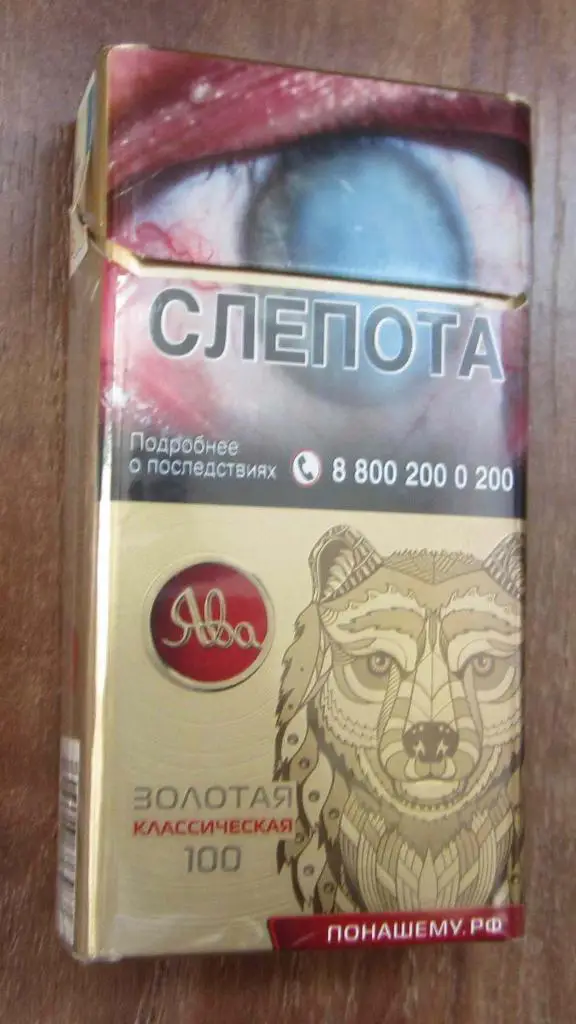 СЛЕПОТА
Подробнее
о последствиях
8 800 200 0 200
Ява
ЗОЛОТАЯ
КЛАССИЧЕСКАЯ
100
ПОНАШЕМУ.РФ